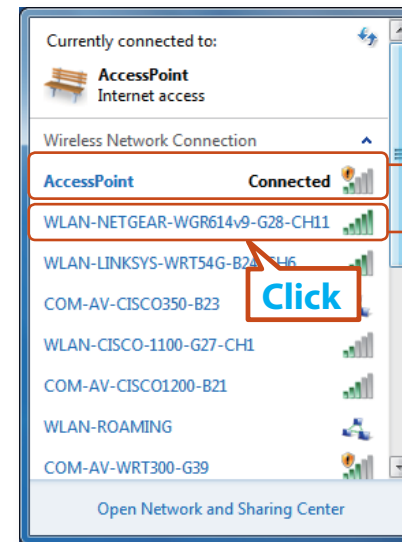 Currently connected to:
AccessPoint
Internet access
Wireless Network Connection
AccessPoint Connected
WLAN-NETGEAR-WGR614v9-G28-CH11
WLAN-LINKSYS-WRT54G-B24-CH6
COM-AV-CISCO350-B23
Click
WLAN-CISCO-1100-G27-CH1
COM-AV-CISCO1200-B21
WLAN-ROAMING
COM-AV-WRT300-G39
Open Network and Sharing Center